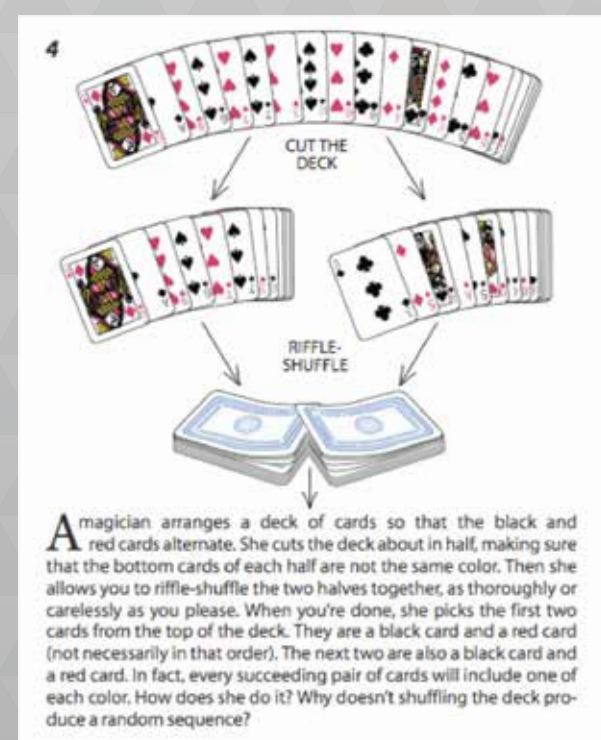 4
CUT THE
DECK
RIFFLE-
SHUFFLE
A magician arranges a deck of cards so that the black and
red cards alternate. She cuts the deck about in half, making sure
that the bottom cards of each half are not the same color. Then she
allows you to riffle-shuffle the two halves together, as thoroughly or
carelessly as you please. When you're done, she picks the first two
cards from the top of the deck. They are a black card and a red card
(not necessarily in that order). The next two are also a black card and
a red card. In fact, every succeeding pair of cards will include one of
each color. How does she do it? Why doesn't shuffling the deck pro-
duce a random sequence?